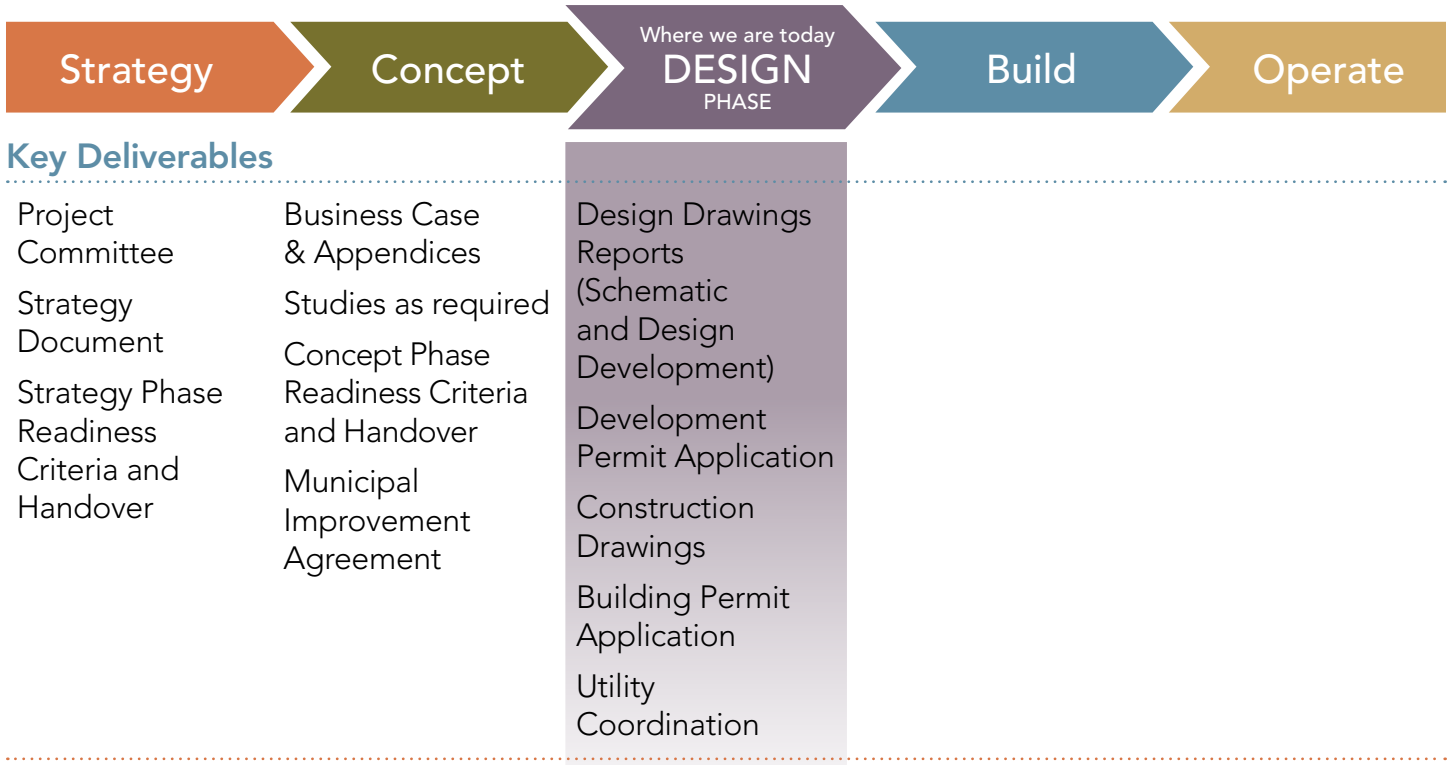 Strategy
Concept
Where we are today
DESIGN
PHASE
Build
Operate
Key Deliverables
Project
Committee
Strategy
Document
Strategy Phase
Readiness
Criteria and
Handover
Business Case
& Appendices
Studies as required
Concept Phase
Readiness Criteria
and Handover
Municipal
Improvement
Agreement
Design Drawings
Reports
(Schematic
and Design
Development)
Development
Permit Application
Construction
Drawings
Building Permit
Application
Utility
Coordination